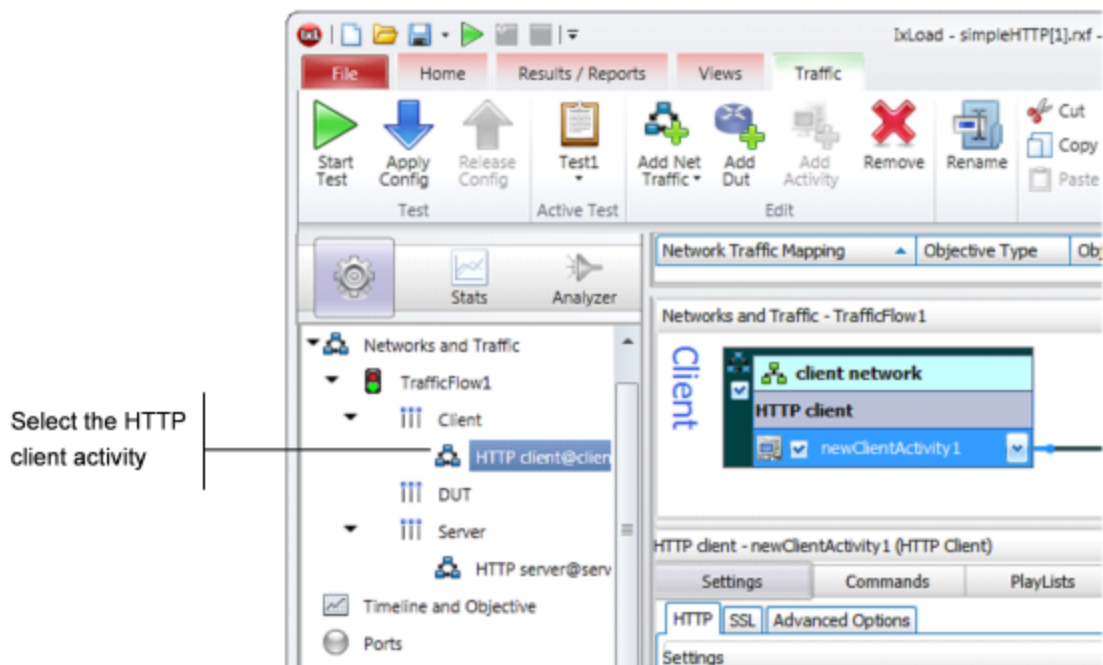 IxLoad - simpleHTTP[1].rxf -
File Home Results / Reports Views Traffic
Start Test
Apply Config
Release Config
Test1
Add Net Traffic
Add Dut
Add Activity
Remove
Rename
Cut
Copy
Paste
Test Active Test Edit
Stats Analyzer
Network Traffic Mapping Objective Type Obj
Networks and Traffic - TrafficFlow1
Networks and Traffic
TrafficFlow1
Client
HTTP client@clien
DUT
Server
HTTP server@serv
Timeline and Objective
Ports
Select the HTTP
client activity
Client
client network
HTTP client
newClientActivity1
HTTP client - newClientActivity1 (HTTP Client)
Settings Commands PlayLists
HTTP SSL Advanced Options
Settings